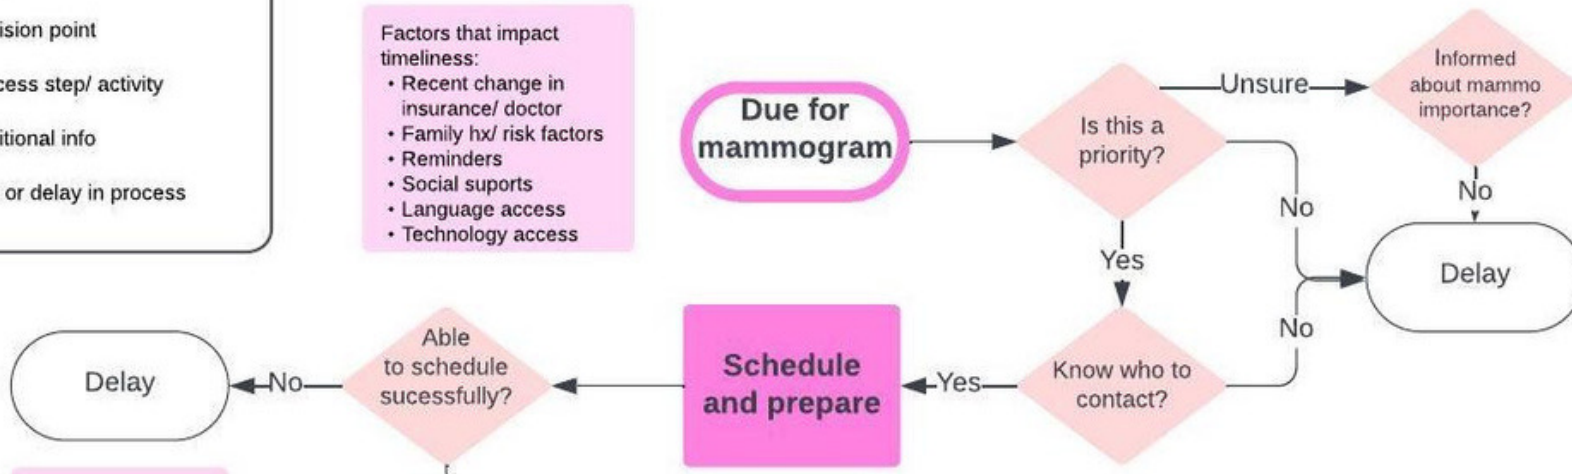 ision point
cess step/ activity
itional info
or delay in process
Factors that impact
timeliness:
• Recent change in
insurance/ doctor
• Family hx/ risk factors
• Reminders
• Social suports
• Language access
• Technology access
Due for
mammogram
Is this a
priority?
Unsure
Informed
about mammo
importance?
No
No
Yes
Delay
No
Know who to
contact?
Yes
Schedule
and prepare
Able
to schedule
sucessfully?
No
Delay